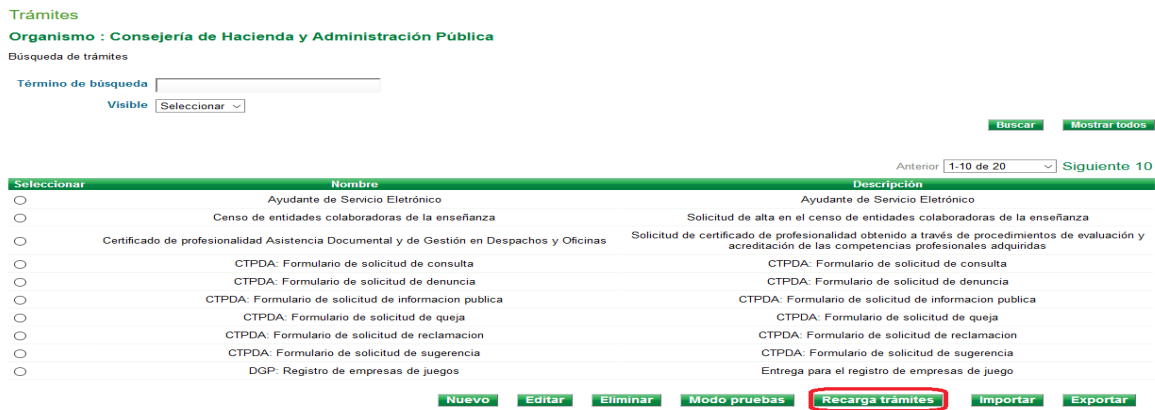 Trámites
Organismo : Consejería de Hacienda y Administración Pública
Búsqueda de trámites
Término de búsqueda
Visible Seleccionar
Buscar Mostrar todos
Anterior 1-10 de 20 Siguiente 10
Seleccionar Nombre Descripción
Ayudante de Servicio Eletrónico Ayudante de Servicio Eletrónico
Censo de entidades colaboradoras de la enseñanza Solicitud de alta en el censo de entidades colaboradoras de la enseñanza
Certificado de profesionalidad Asistencia Documental y de Gestión en Despachos y Oficinas Solicitud de certificado de profesionalidad obtenido a través de procedimientos de evaluación y
acreditación de las competencias profesionales adquiridas
CTPDA: Formulario de solicitud de consulta CTPDA: Formulario de solicitud de consulta
CTPDA: Formulario de solicitud de denuncia CTPDA: Formulario de solicitud de denuncia
CTPDA: Formulario de solicitud de informacion publica CTPDA: Formulario de solicitud de informacion publica
CTPDA: Formulario de solicitud de queja CTPDA: Formulario de solicitud de queja
CTPDA: Formulario de solicitud de reclamacion CTPDA: Formulario de solicitud de reclamacion
CTPDA: Formulario de solicitud de sugerencia CTPDA: Formulario de solicitud de sugerencia
DGP: Registro de empresas de juegos Entrega para el registro de empresas de juego
Nuevo Editar Eliminar Modo pruebas Recarga trámites Importar Exportar